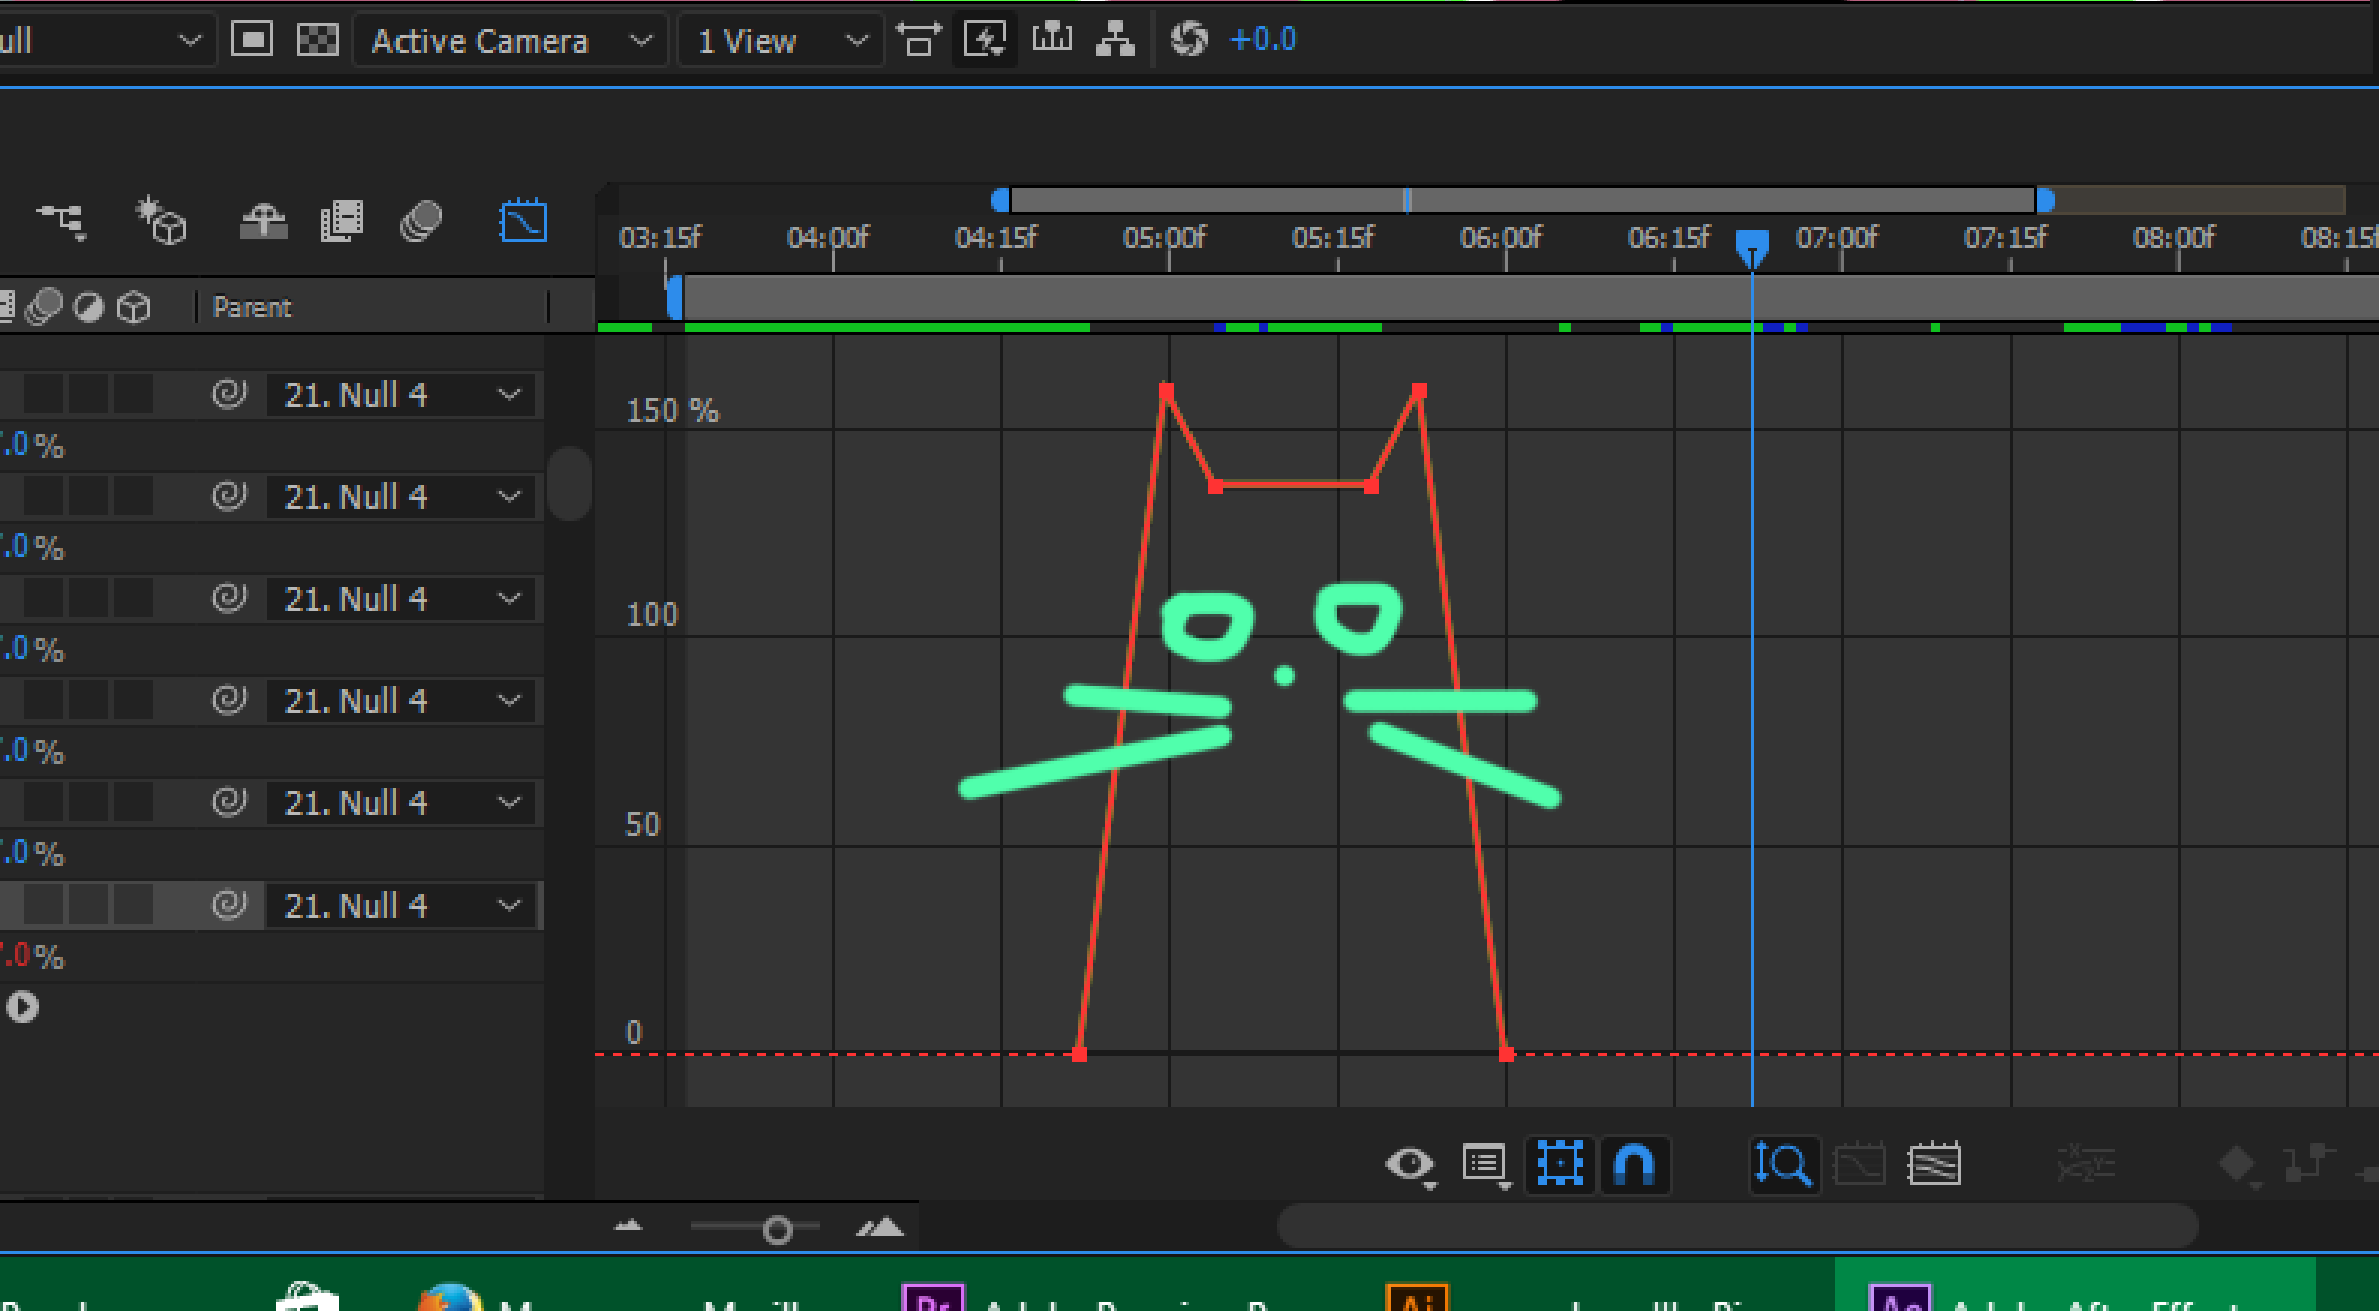 ull Active Camera 1 View +0.0
03:15f 04:00f 04:15f 05:00f 05:15f 06:00f 06:15f 07:00f 07:15f 08:00f 08:15f
Parent
21. Null 4
.0%
21. Null 4
.0%
21. Null 4
.0%
21. Null 4
.0%
21. Null 4
.0%
21. Null 4
.0%
150 %
100
50
0
Pr
Ai
Ae